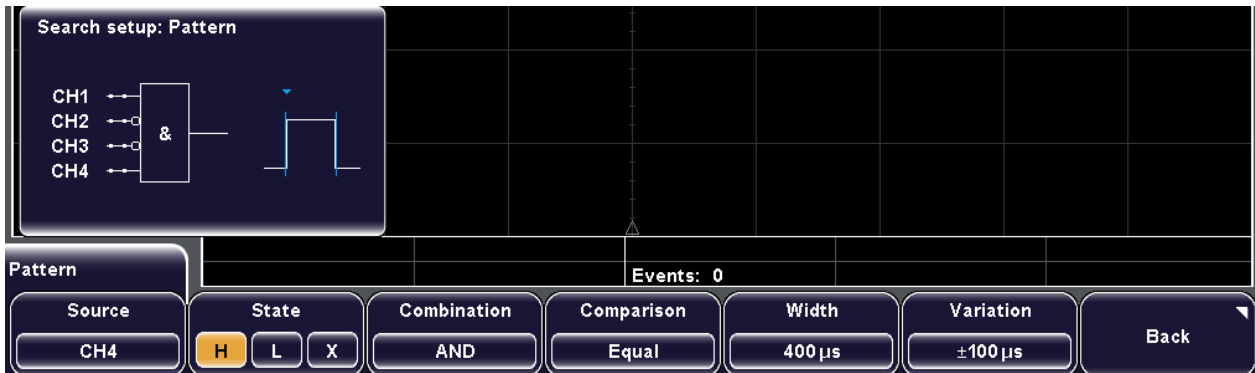 Search setup: Pattern
CH1
CH2
&
CH3
CH4
Pattern
Events: 0
Source State Combination Comparison Width Variation
Back
CH4 H L X AND Equal 400 µs ±100 µs